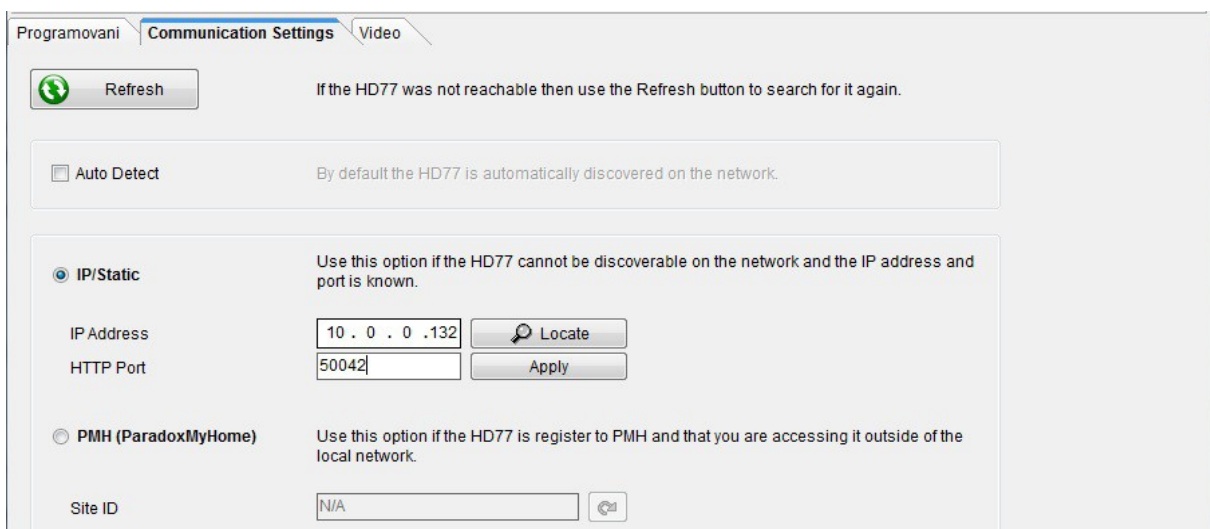 Programovani Communication Settings Video
Refresh If the HD77 was not reachable then use the Refresh button to search for it again.
Auto Detect By default the HD77 is automatically discovered on the network.
IP/Static Use this option if the HD77 cannot be discoverable on the network and the IP address and
port is known.
IP Address 10 . 0 . 0 .132 Locate
HTTP Port 50042 Apply
PMH (ParadoxMyHome) Use this option if the HD77 is register to PMH and that you are accessing it outside of the
local network.
Site ID N/A